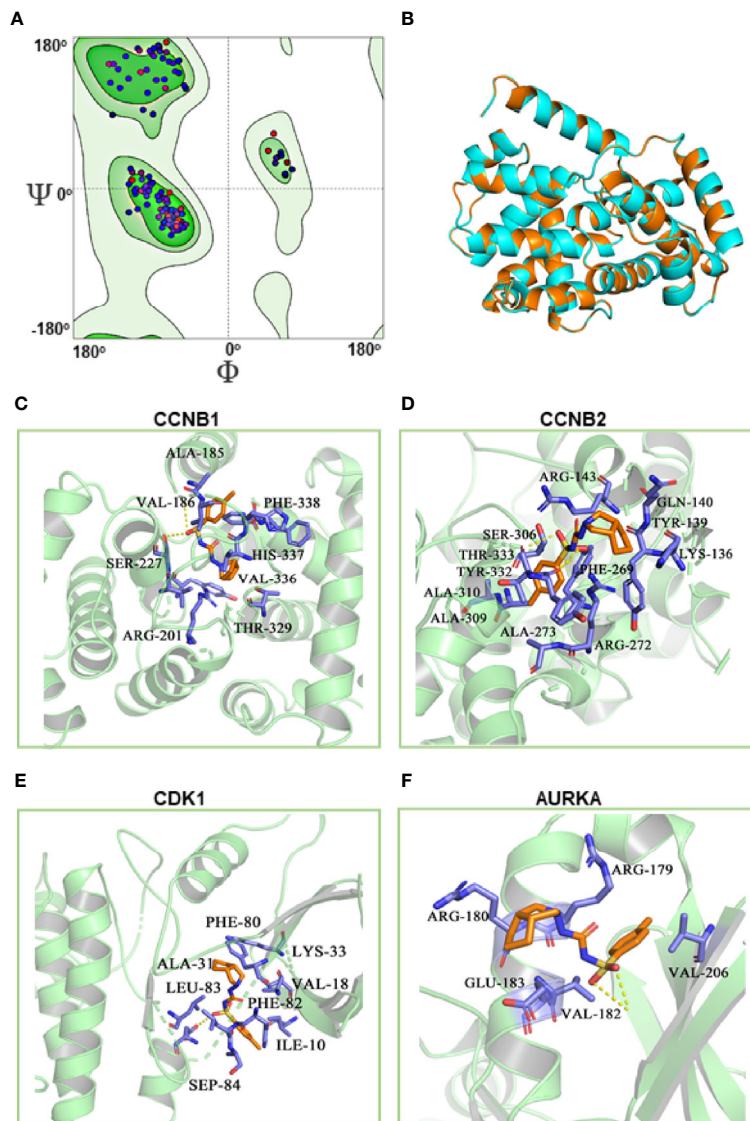 A
B
180°
Ψ
0°
-180°
180°
0°
180°
Φ
C
CCNB1
ALA-185
VAL-186
PHE-338
SER-227
HIS-337
VAL-336
ARG-201
THR-329
D
CCNB2
ARG-143
GLN-140
SER-306
TYR-139
THR-333
LYS-136
TYR-332
PHE-269
ALA-310
ALA-309
ALA-273
ARG-272
E
CDK1
PHE-80
LYS-33
ALA-31
VAL-18
LEU-83
PHE-82
ILE-10
SEP-84
F
AURKA
ARG-179
ARG-180
VAL-206
GLU-183
VAL-182